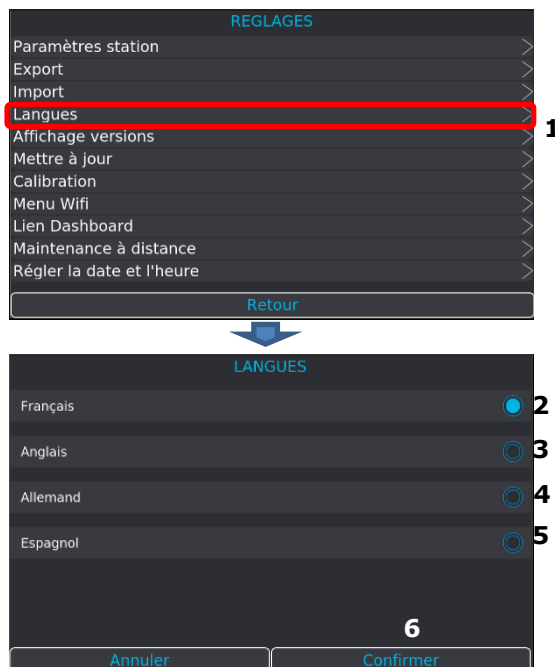 REGLAGES
Paramètres station
Export
Import
Langues
1
Affichage versions
Mettre à jour
Calibration
Menu Wifi
Lien Dashboard
Maintenance à distance
Régler la date et l'heure
Retour
LANGUES
Français 2
Anglais 3
Allemand 4
Espagnol 5
6
Annuler Confirmer